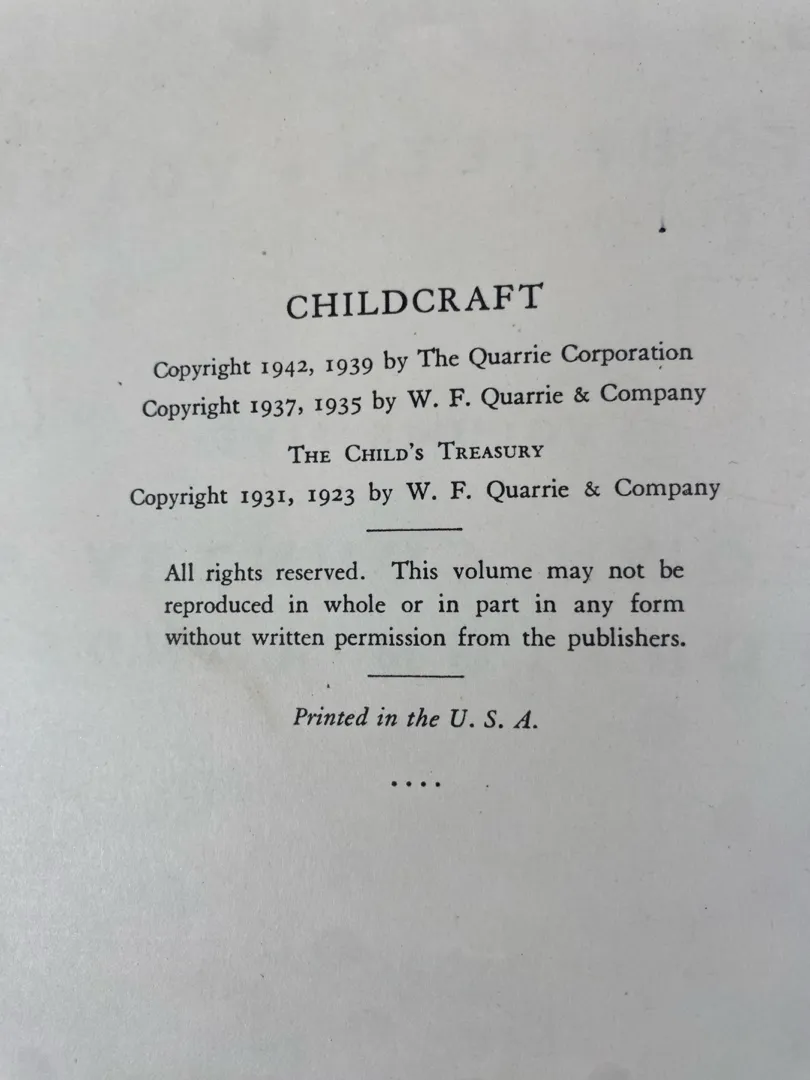 CHILDCRAFT
Copyright 1942, 1939 by The Quarrie Corporation
Copyright 1937, 1935 by W. F. Quarrie & Company
THE CHILD'S TREASURY
Copyright 1931, 1923 by W. F. Quarrie & Company
All rights reserved. This volume may not be
reproduced in whole or in part in any form
without written permission from the publishers.
Printed in the U. S. A.
....